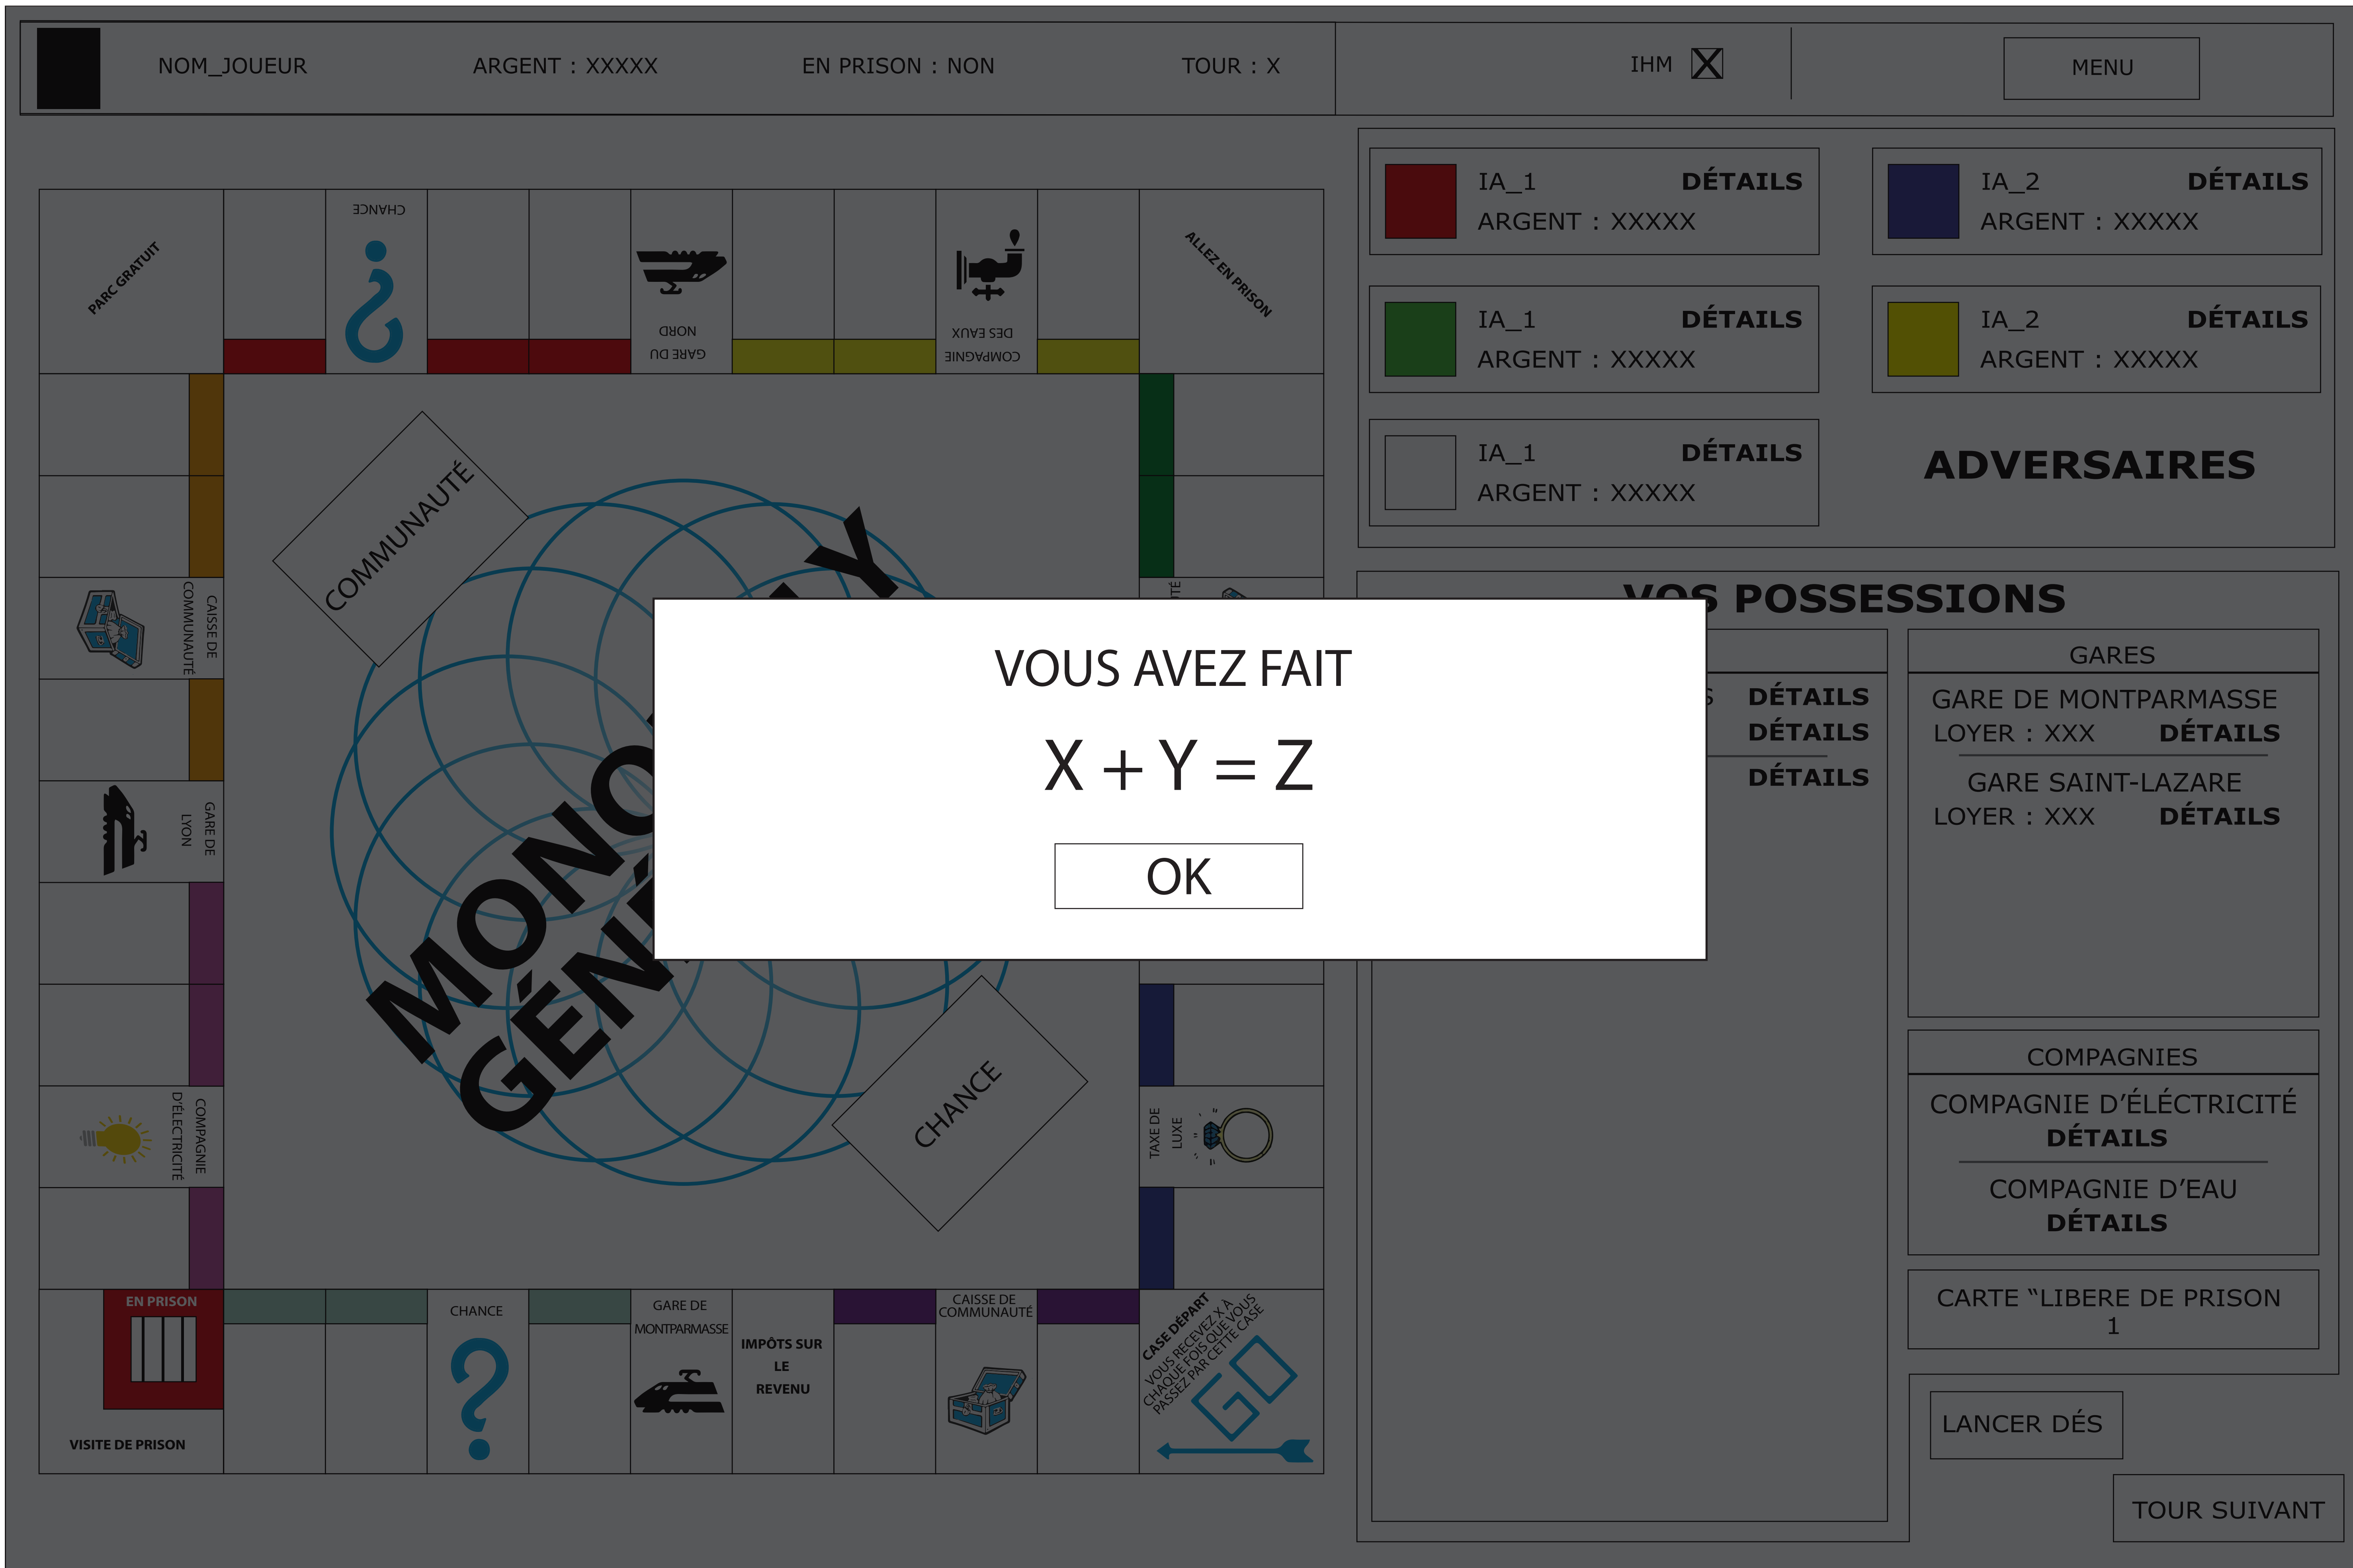 NOM_JOUEUR
ARGENT : XXXXX
EN PRISON : NON
TOUR : X
IHM
MENU
PARC GRATUIT
CHANCE
GARE DU
NORD
COMPAGNIE
DES EAUX
ALLEZ EN PRISON
IA_1
DÉTAILS
ARGENT : XXXXX
IA_2
DÉTAILS
ARGENT : XXXXX
IA_1
DÉTAILS
ARGENT : XXXXX
IA_2
DÉTAILS
ARGENT : XXXXX
IA_1
DÉTAILS
ARGENT : XXXXX
ADVERSAIRES
COMMUNAUTÉ
CAISSE DE
COMMUNAUTÉ
GARE DE
LYON
COMPAGNIE
D'ÉLECTRICITÉ
VOUS AVEZ FAIT
X + Y = Z
OK
CHANCE
TAXE DE
LUXE
VOS POSSESSIONS
DÉTAILS
DÉTAILS
DÉTAILS
GARES
GARE DE MONTPARMASSE
LOYER : XXX
DÉTAILS
GARE SAINT-LAZARE
LOYER : XXX
DÉTAILS
COMPAGNIES
COMPAGNIE D’ÉLÉCTRICITÉ
DÉTAILS
COMPAGNIE D’EAU
DÉTAILS
CARTE “LIBERE DE PRISON
1
EN PRISON
VISITE DE PRISON
CHANCE
GARE DE
MONTPARMASSE
IMPÔTS SUR
LE
REVENU
CAISSE DE
COMMUNAUTÉ
CASE DÉPART
VOUS RECEVEZ X À
CHAQUE FOIS QUE VOUS
PASSEZ PAR CETTE CASE
GO
LANCER DÉS
TOUR SUIVANT